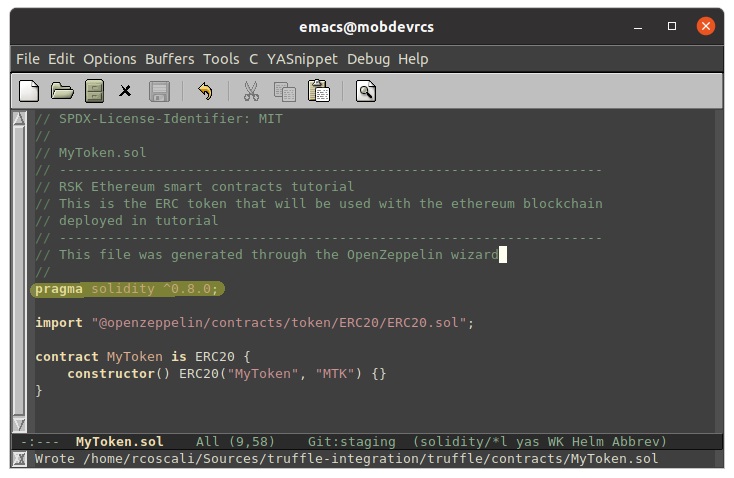 emacs@mobdevrcs
File Edit Options Buffers Tools C YASnippet Debug Help
// SPDX-License-Identifier: MIT
//
// MyToken.sol
// --------------------------------------------------------------------
// RSK Ethereum smart contracts tutorial
// This is the ERC token that will be used with the ethereum blockchain
// deployed in tutorial
// --------------------------------------------------------------------
// This file was generated through the OpenZeppelin wizard
//
pragma solidity ^0.8.0;
import "@openzeppelin/contracts/token/ERC20/ERC20.sol";
contract MyToken is ERC20 {
    constructor() ERC20("MyToken", "MTK") {}
}
-:--- MyToken.sol All (9,58) Git:staging (solidity/*l yas WK Helm Abbrev)
Wrote /home/rcoscali/Sources/truffle-integration/truffle/contracts/MyToken.sol